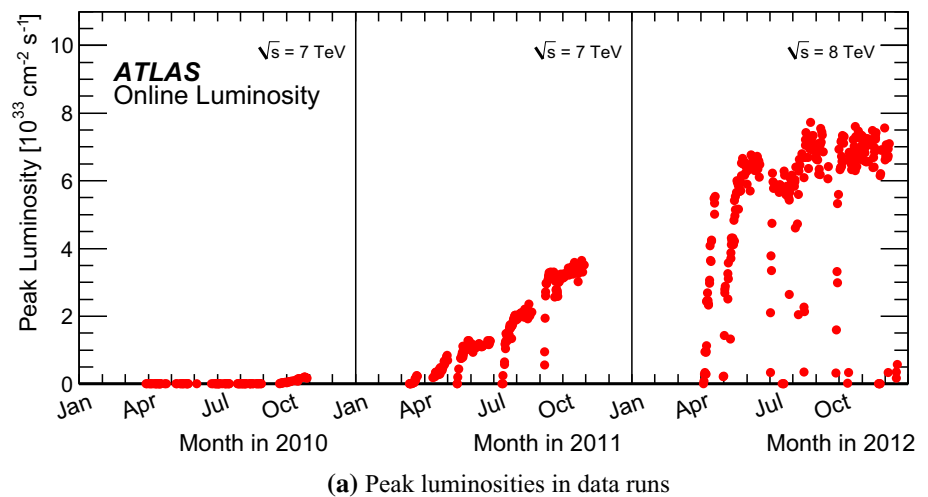 √s = 7 TeV
√s = 7 TeV
√s = 8 TeV
ATLAS
Online Luminosity
Peak Luminosity [10³³ cm⁻² s⁻¹]
10
8
6
4
2
0
Jan Apr Jul Oct Jan Apr Jul Oct Jan Apr Jul Oct
Month in 2010 Month in 2011 Month in 2012
(a) Peak luminosities in data runs